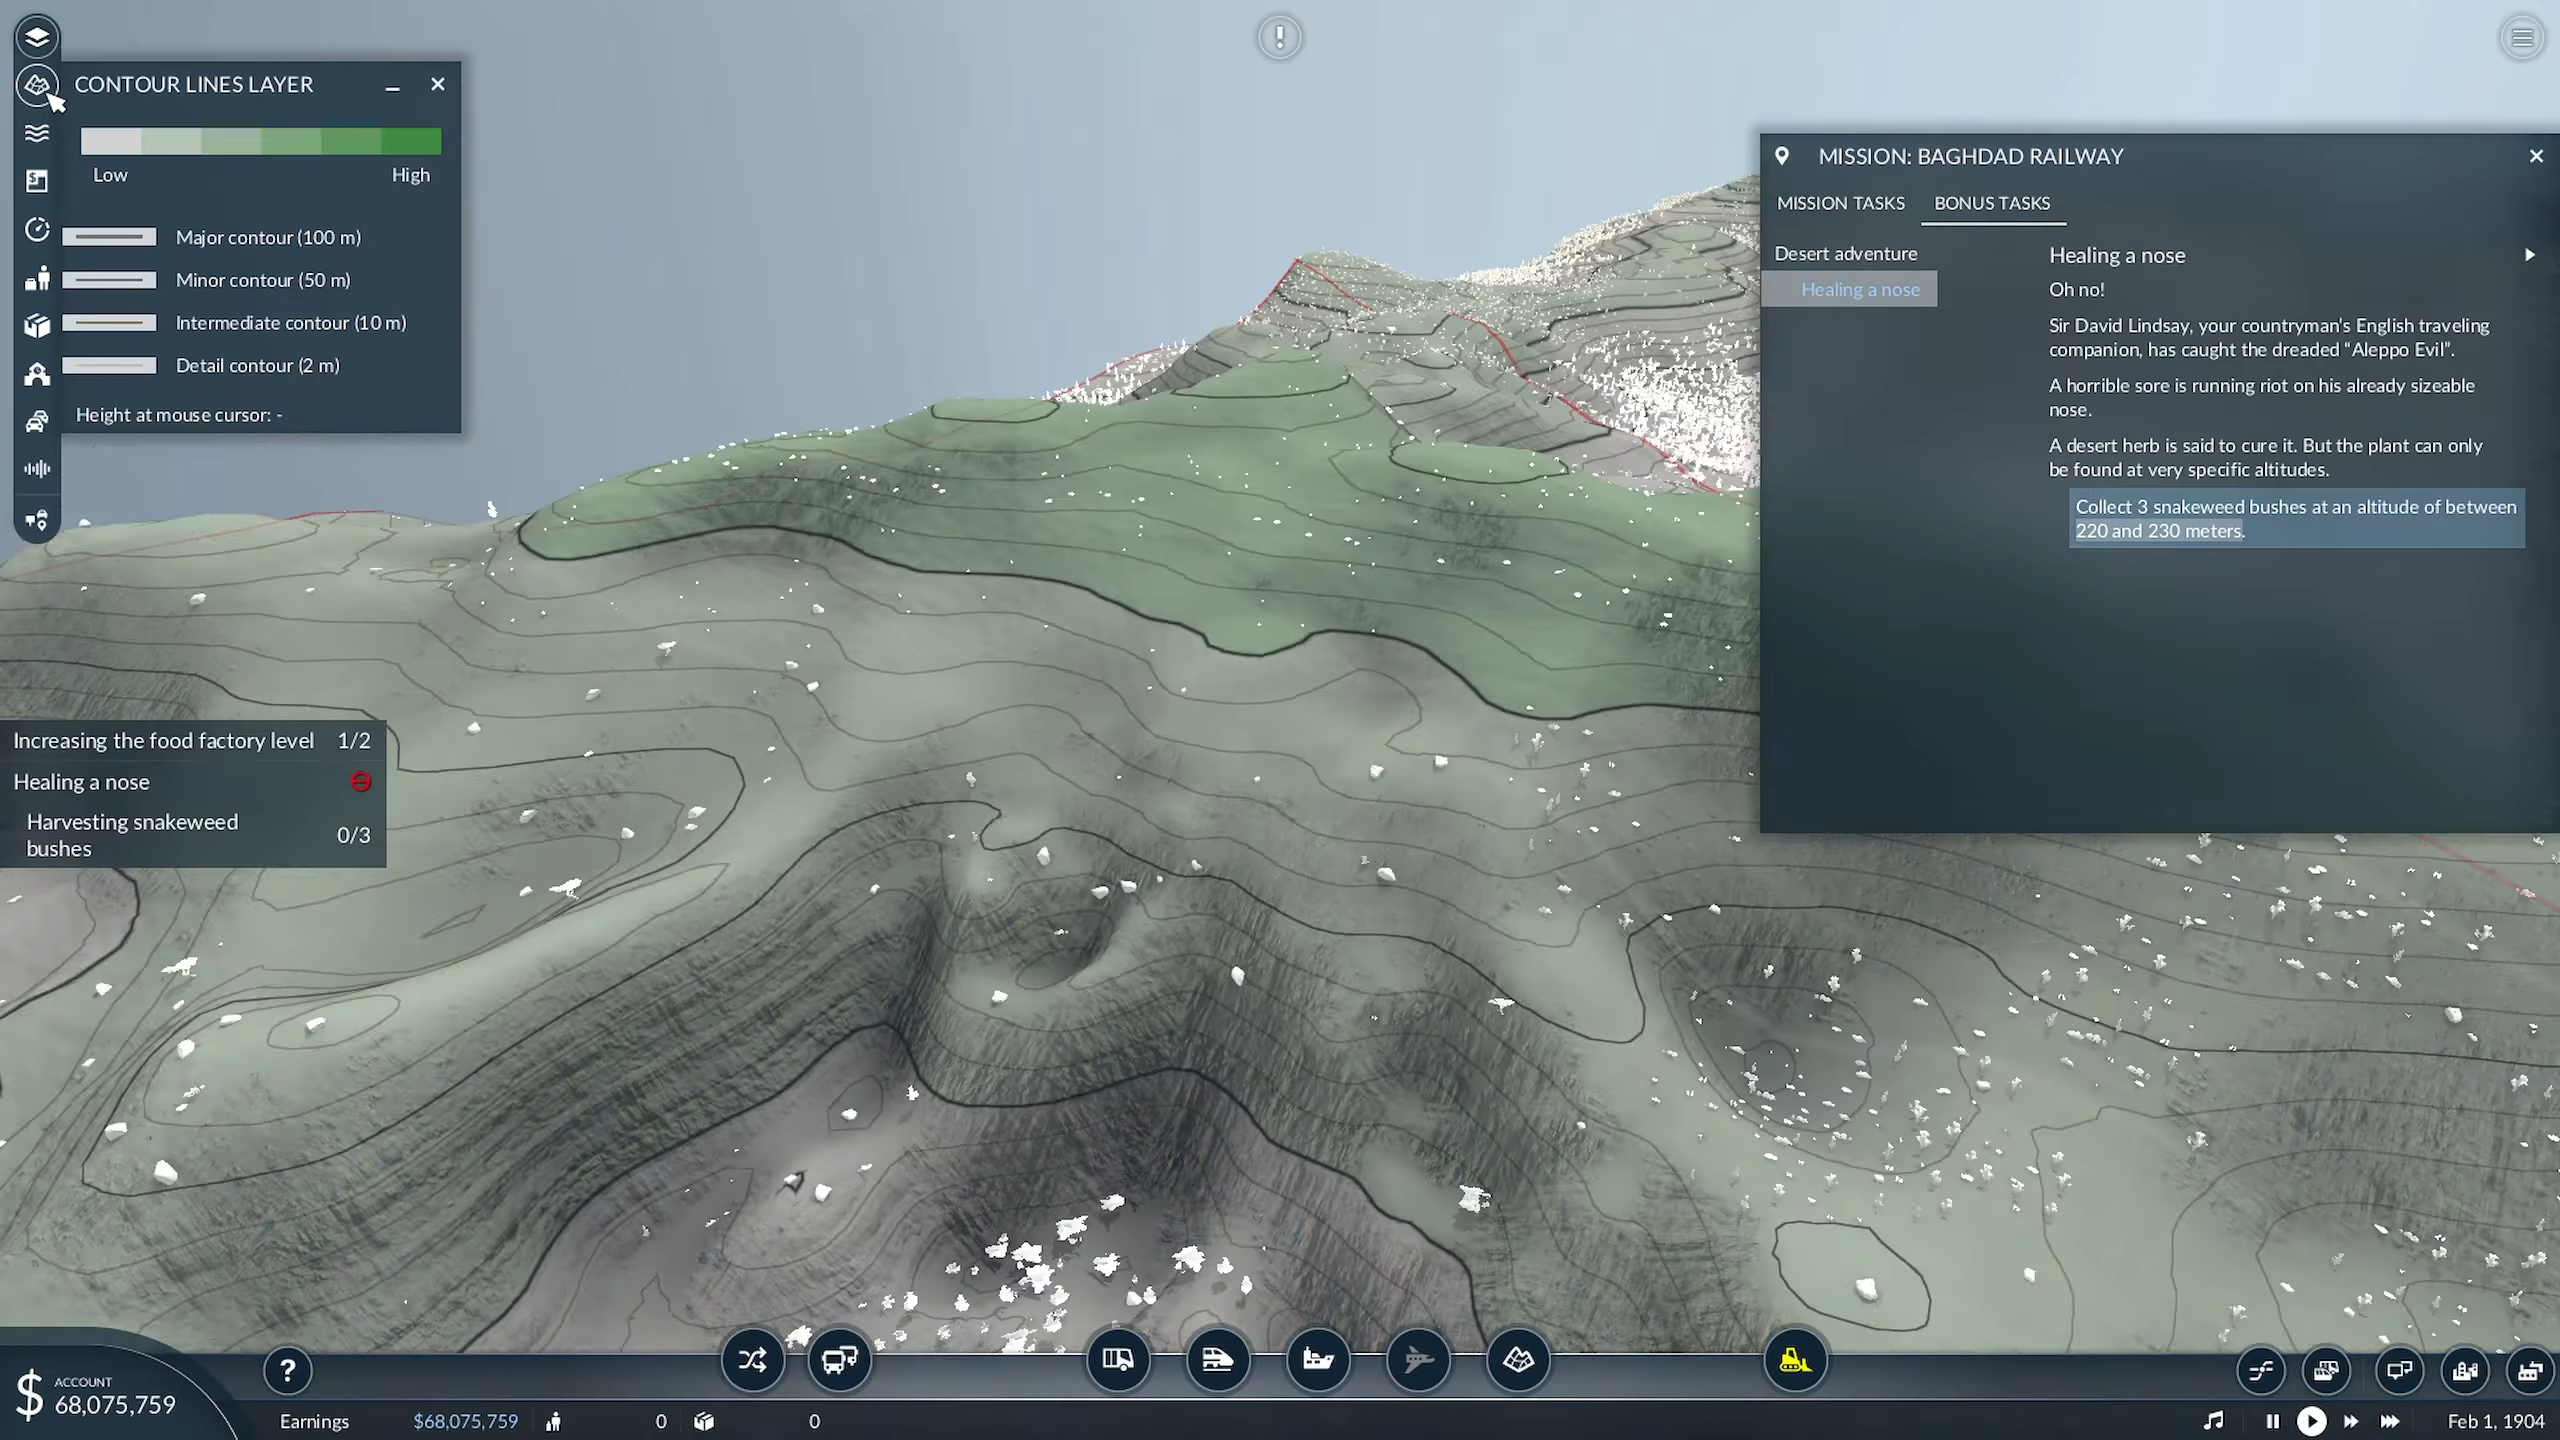 CONTOUR LINES LAYER
Low
High
Major contour (100 m)
Minor contour (50 m)
Intermediate contour (10 m)
Detail contour (2 m)
Height at mouse cursor: -
MISSION: BAGHDAD RAILWAY
MISSION TASKS
BONUS TASKS
Desert adventure
Healing a nose
Healing a nose
Oh no!
Sir David Lindsay, your countryman's English traveling
companion, has caught the dreaded “Aleppo Evil”.
A horrible sore is running riot on his already sizeable
nose.
A desert herb is said to cure it. But the plant can only
be found at very specific altitudes.
Collect 3 snakeweed bushes at an altitude of between
220 and 230 meters.
Increasing the food factory level 1/2
Healing a nose
Harvesting snakeweed
bushes
0/3
$
ACCOUNT
68,075,759
?
Earnings $68,075,759 0 0
Feb 1, 1904